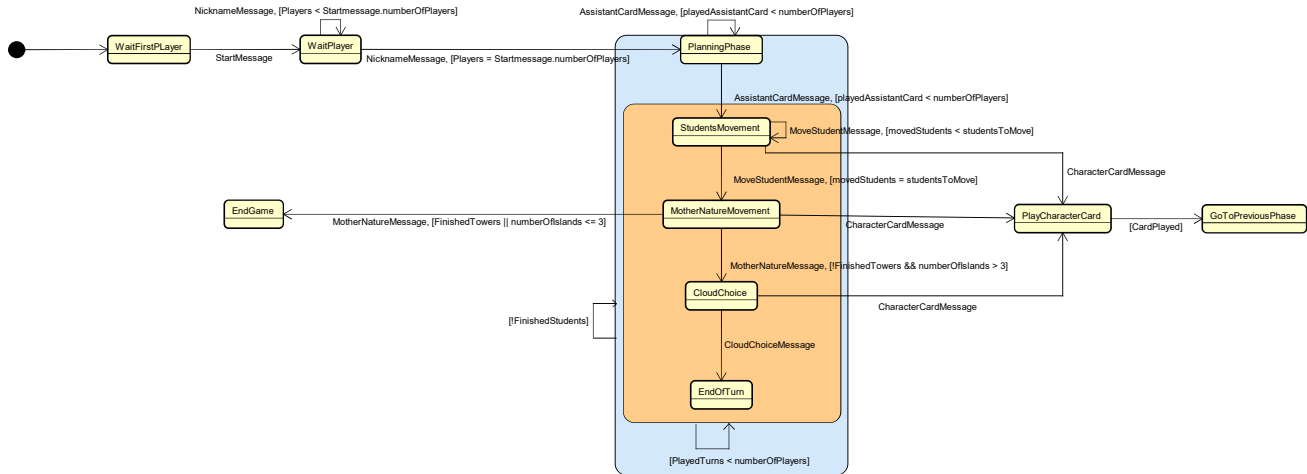 NicknameMessage, [Players < Startmessage.numberOfPlayers]
AssistantCardMessage, [playedAssistantCard < numberOfPlayers]
WaitFirstPLayer
WaitPlayer
PlanningPhase
StartMessage
NicknameMessage, [Players = Startmessage.numberOfPlayers]
AssistantCardMessage, [playedAssistantCard < numberOfPlayers]
StudentsMovement
MoveStudentMessage, [movedStudents < studentsToMove]
CharacterCardMessage
MoveStudentMessage, [movedStudents = studentsToMove]
EndGame
MotherNatureMovement
PlayCharacterCard
GoToPreviousPhase
MotherNatureMessage, [FinishedTowers || numberOfIslands <= 3]
CharacterCardMessage
[CardPlayed]
MotherNatureMessage, [!FinishedTowers && numberOfIslands > 3]
CloudChoice
CharacterCardMessage
[!FinishedStudents]
CloudChoiceMessage
EndOfTurn
[PlayedTurns < numberOfPlayers]